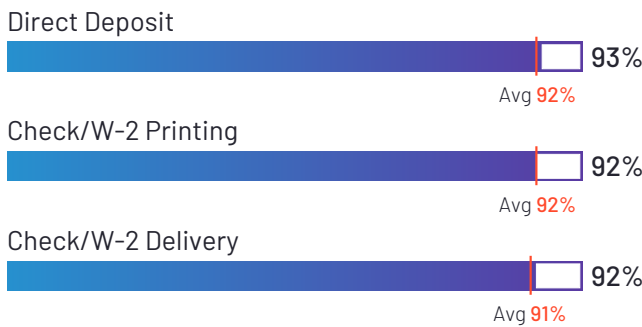 Direct Deposit
93%
Avg 92%
Check/W-2 Printing
92%
Avg 92%
Check/W-2 Delivery
92%
Avg 91%